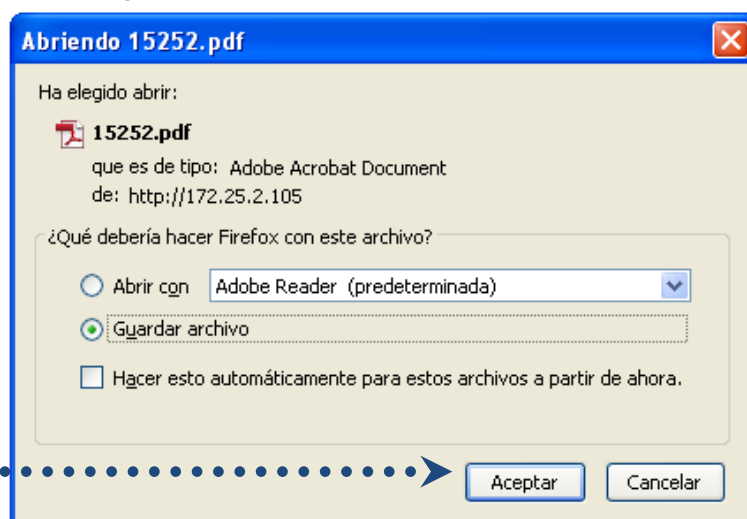 Abriendo 15252.pdf
Ha elegido abrir:
15252.pdf
que es de tipo: Adobe Acrobat Document
de: http://172.25.2.105
¿Qué debería hacer Firefox con este archivo?
Abrir con Adobe Reader (predeterminada)
Guardar archivo
Hacer esto automáticamente para estos archivos a partir de ahora.
Aceptar Cancelar